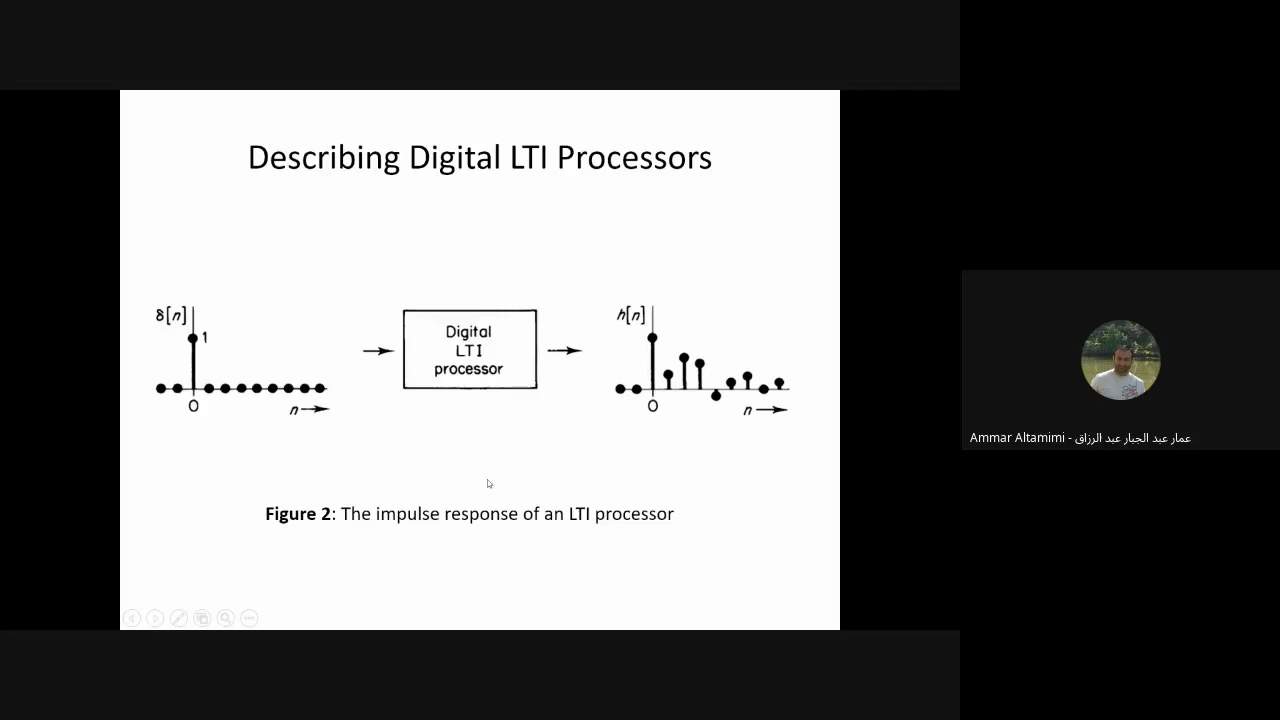 Describing Digital LTI Processors
δ[n]
1
0
n
Digital
LTI
processor
h[n]
0
n
Figure 2: The impulse response of an LTI processor
Ammar Altamimi - عمار عبد الجبار عبد الرزاق